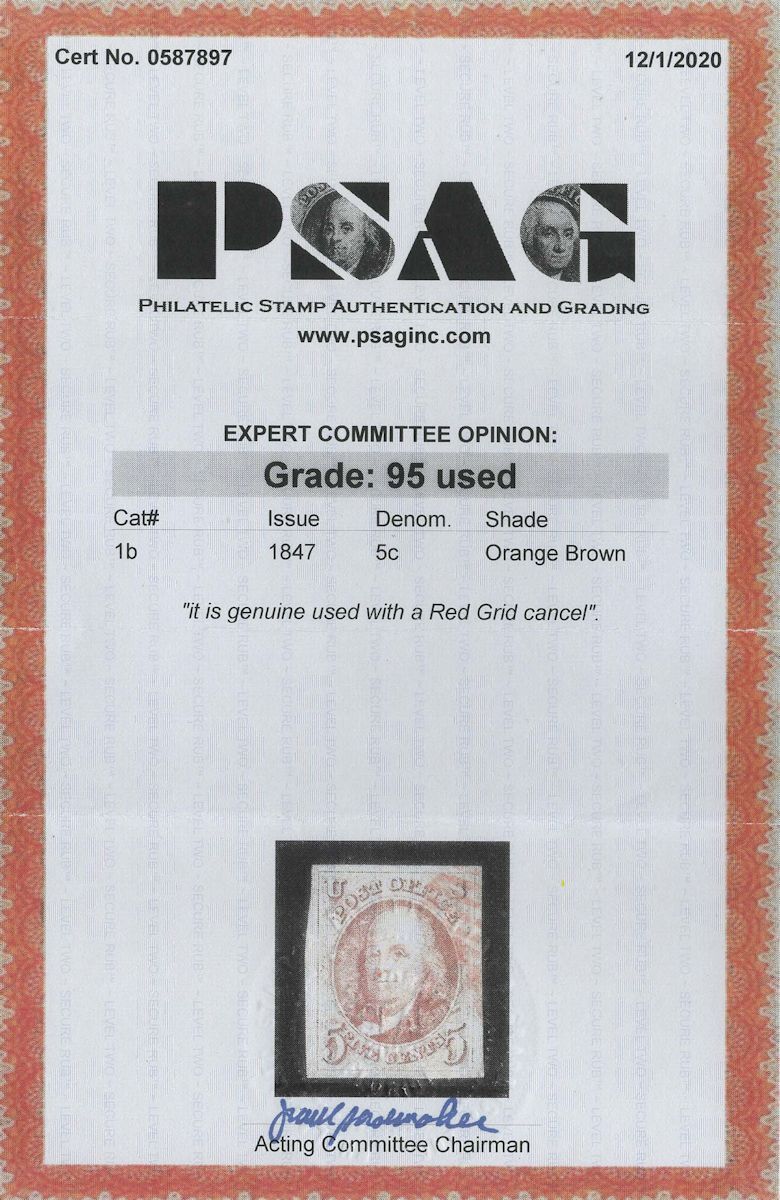 Cert No. 0587897 12/1/2020
PSAG
PHILATELIC STAMP AUTHENTICATION AND GRADING
www.psaginc.com
EXPERT COMMITTEE OPINION:
Grade: 95 used
Cat# Issue Denom. Shade
1b 1847 5c Orange Brown
"it is genuine used with a Red Grid cancel".
U S
POST OFFICE
5 FIVE CENTS 5
Acting Committee Chairman